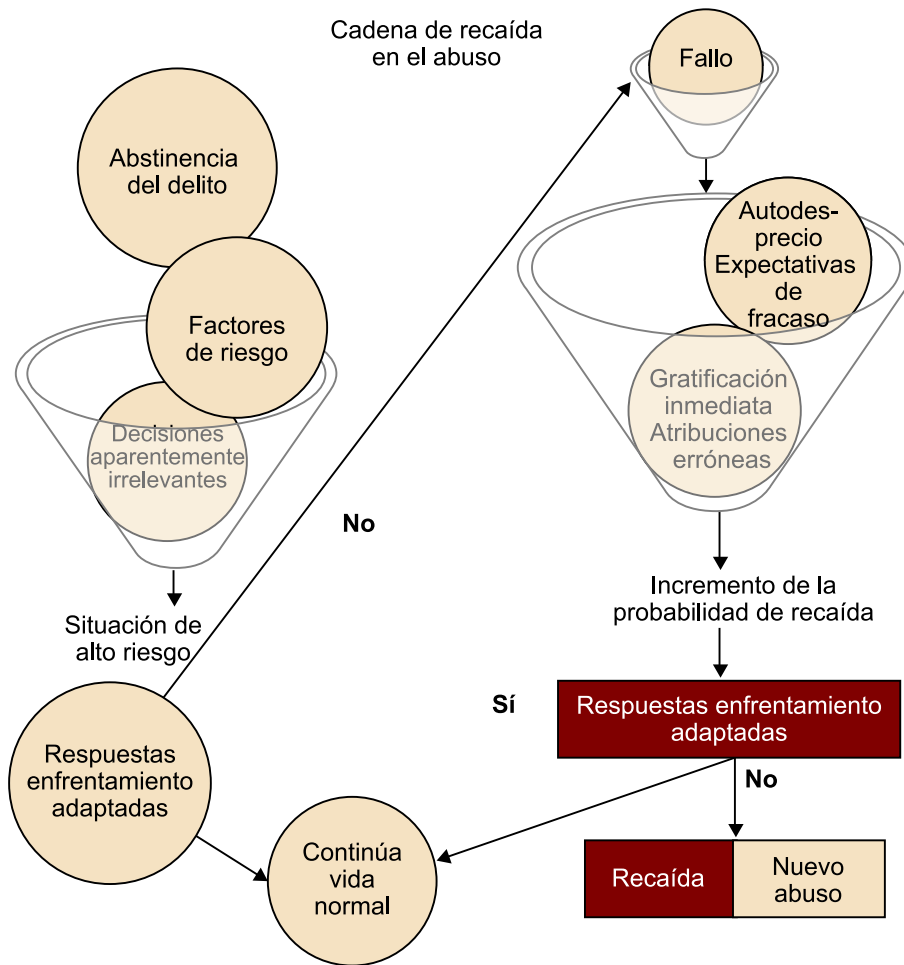 Cadena de recaída
en el abuso
Abstinencia
del delito
Factores
de riesgo
Decisiones
aparentemente
irrelevantes
Situación de
alto riesgo
Respuestas
enfrentamiento
adaptadas
No
Continúa
vida
normal
Fallo
Autodes-
precio
Expectativas
de
fracaso
Gratificación
inmediata
Atribuciones
erróneas
Incremento de la
probabilidad de recaída
Sí
Respuestas enfrentamiento
adaptadas
No
Recaída
Nuevo
abuso